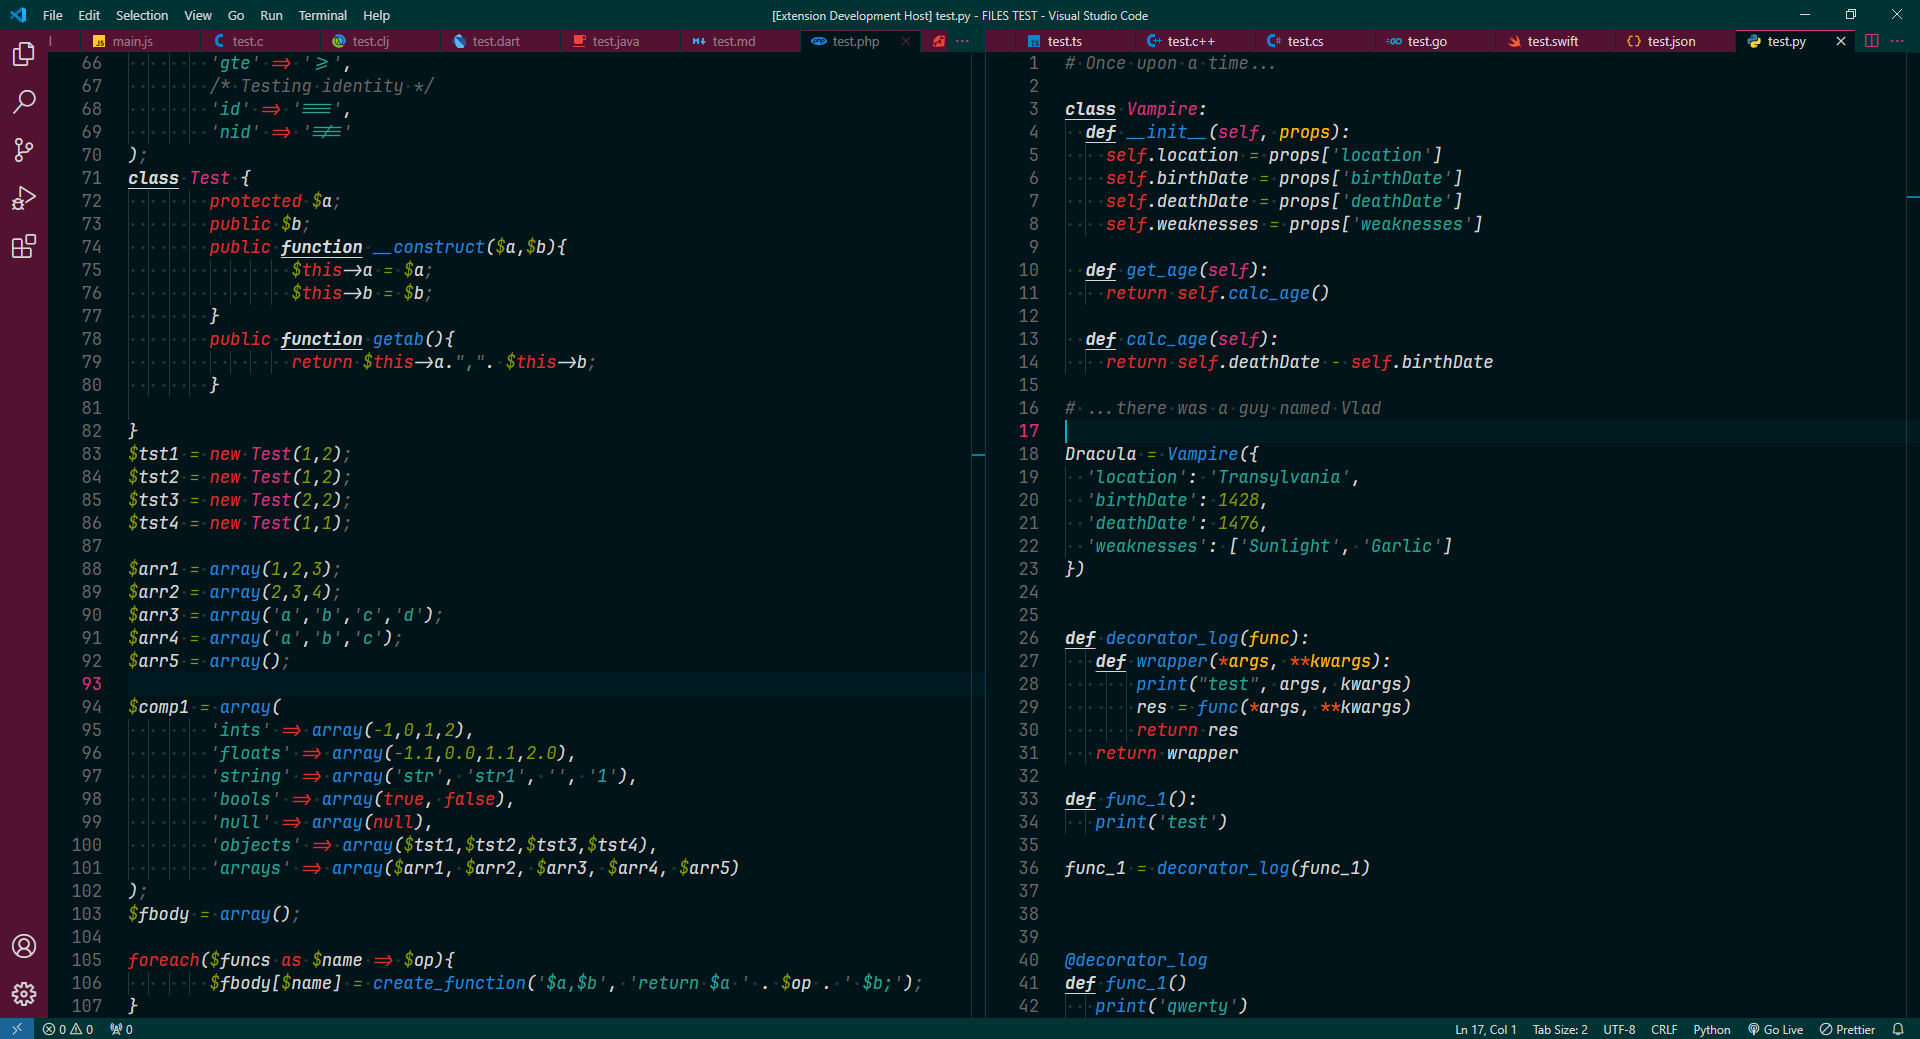 File Edit Selection View Go Run Terminal Help
[Extension Development Host] test.py - FILES TEST - Visual Studio Code
main.js test.c test.clj test.dart test.java test.md test.php
test.ts test.c++ test.cs test.go test.swift test.json test.py
66 'gte' => '>=',
67 /* Testing identity */
68 'id' => '===',
69 'nid' => '!=='
70 );
71 class Test {
72 protected $a;
73 public $b;
74 public function __construct($a,$b){
75 $this->a = $a;
76 $this->b = $b;
77 }
78 public function getab(){
79 return $this->a.",". $this->b;
80 }
81
82 }
83 $tst1 = new Test(1,2);
84 $tst2 = new Test(1,2);
85 $tst3 = new Test(2,2);
86 $tst4 = new Test(1,1);
87
88 $arr1 = array(1,2,3);
89 $arr2 = array(2,3,4);
90 $arr3 = array('a','b','c','d');
91 $arr4 = array('a','b','c');
92 $arr5 = array();
93
94 $comp1 = array(
95 'ints' => array(-1,0,1,2),
96 'floats' => array(-1.1,0.0,1.1,2.0),
97 'string' => array('str', 'str1', '', '1'),
98 'bools' => array(true, false),
99 'null' => array(null),
100 'objects' => array($tst1,$tst2,$tst3,$tst4),
101 'arrays' => array($arr1, $arr2, $arr3, $arr4, $arr5)
102 );
103 $fbody = array();
104
105 foreach($funcs as $name => $op){
106 $fbody[$name] = create_function('$a,$b', 'return $a ' . $op . ' $b;');
107 }
1 # Once upon a time...
2
3 class Vampire:
4 def __init__(self, props):
5 self.location = props['location']
6 self.birthDate = props['birthDate']
7 self.deathDate = props['deathDate']
8 self.weaknesses = props['weaknesses']
9
10 def get_age(self):
11 return self.calc_age()
12
13 def calc_age(self):
14 return self.deathDate - self.birthDate
15
16 # ...there was a guy named Vlad
17
18 Dracula = Vampire({
19 'location': 'Transylvania',
20 'birthDate': 1428,
21 'deathDate': 1476,
22 'weaknesses': ['Sunlight', 'Garlic']
23 })
24
25
26 def decorator_log(func):
27 def wrapper(*args, **kwargs):
28 print("test", args, kwargs)
29 res = func(*args, **kwargs)
30 return res
31 return wrapper
32
33 def func_1():
34 print('test')
35
36 func_1 = decorator_log(func_1)
37
38
39
40 @decorator_log
41 def func_1()
42 print('qwerty')
0 0 0
Ln 17, Col 1 Tab Size: 2 UTF-8 CRLF Python Go Live Prettier